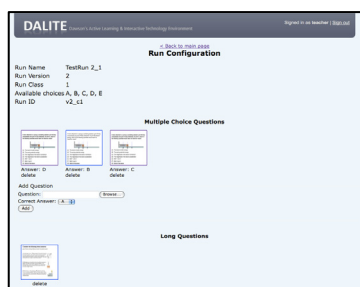 DALITE Dawson's Active Learning & Interactive Technology Environment
Signed in as teacher | Sign out
< Back to main page
Run Configuration
Run Name TestRun 2_1
Run Version 2
Run Class 1
Available choices A, B, C, D, E
Run ID v2_c1
Multiple Choice Questions
Answer: D Answer: B Answer: C
delete delete delete
Add Question
Question: Browse...
Correct Answer: A
Add
Long Questions
delete